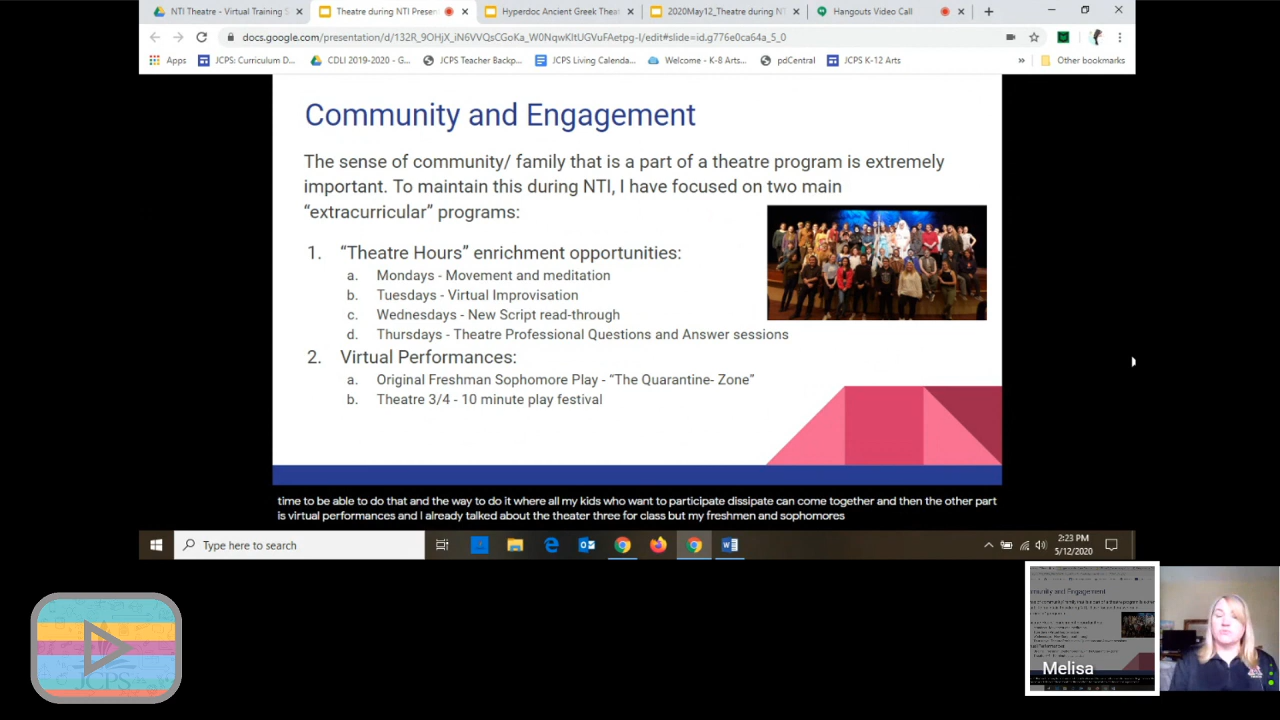 NTI Theatre - Virtual Training S
Theatre during NTI Presen
Hyperdoc Ancient Greek Theat
2020May12_Theatre during NT
Hangouts Video Call
docs.google.com/presentation/d/132R_9OHjX_iN6VVQsCGoKa_W0NqwKItUGVuFAetpg-I/edit#slide=id.g776e0ca64a_5_0
Apps
JCPS: Curriculum D...
CDLI 2019-2020 - G...
JCPS Teacher Backp...
JCPS Living Calenda...
Welcome - K-8 Arts...
pdCentral
JCPS K-12 Arts
»
Other bookmarks
Community and Engagement
The sense of community/ family that is a part of a theatre program is extremely
important. To maintain this during NTI, I have focused on two main
“extracurricular” programs:
1. “Theatre Hours” enrichment opportunities:
a. Mondays - Movement and meditation
b. Tuesdays - Virtual Improvisation
c. Wednesdays - New Script read-through
d. Thursdays - Theatre Professional Questions and Answer sessions
2. Virtual Performances:
a. Original Freshman Sophomore Play - “The Quarantine- Zone”
b. Theatre 3/4 - 10 minute play festival
time to be able to do that and the way to do it where all my kids who want to participate dissipate can come together and then the other part
is virtual performances and I already talked about the theater three for class but my freshmen and sophomores
Type here to search
2:23 PM
5/12/2020
JCPS
Melisa